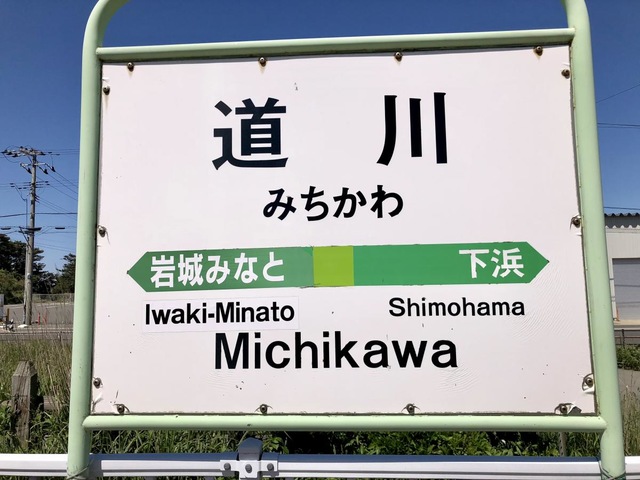 道川
みちかわ
岩城みなと 下浜
Iwaki-Minato Shimohama
Michikawa